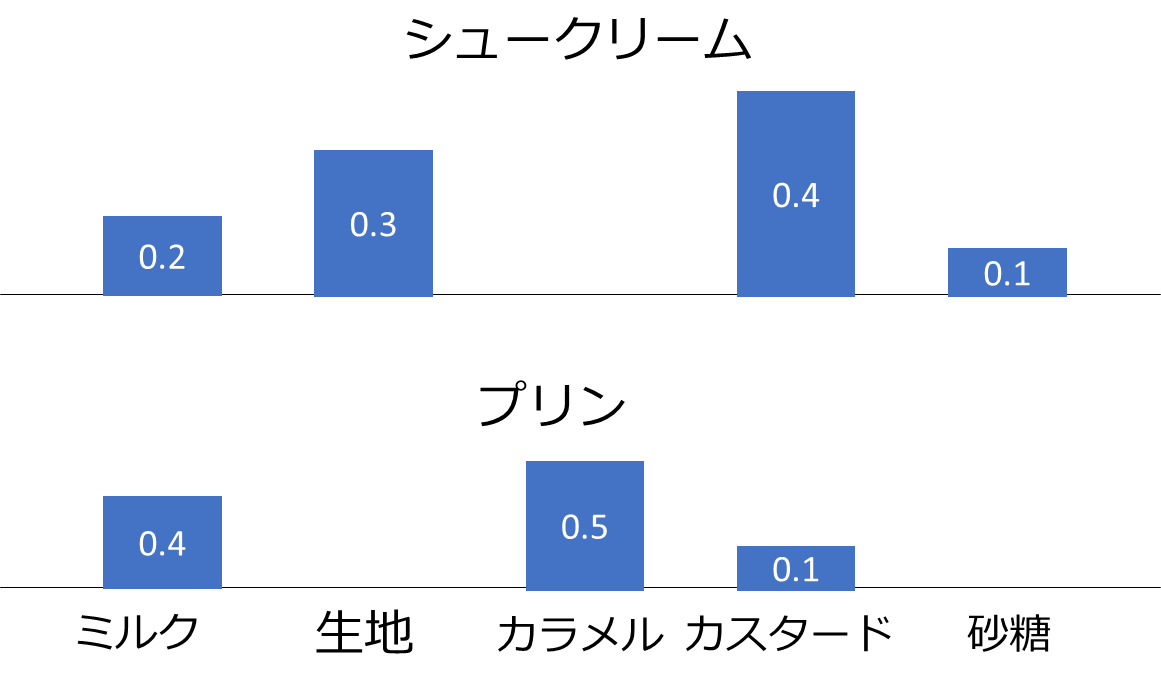 シュークリーム
0.2 0.3 0.4 0.1
プリン
0.4 0.5 0.1
ミルク 生地 カラメル カスタード 砂糖